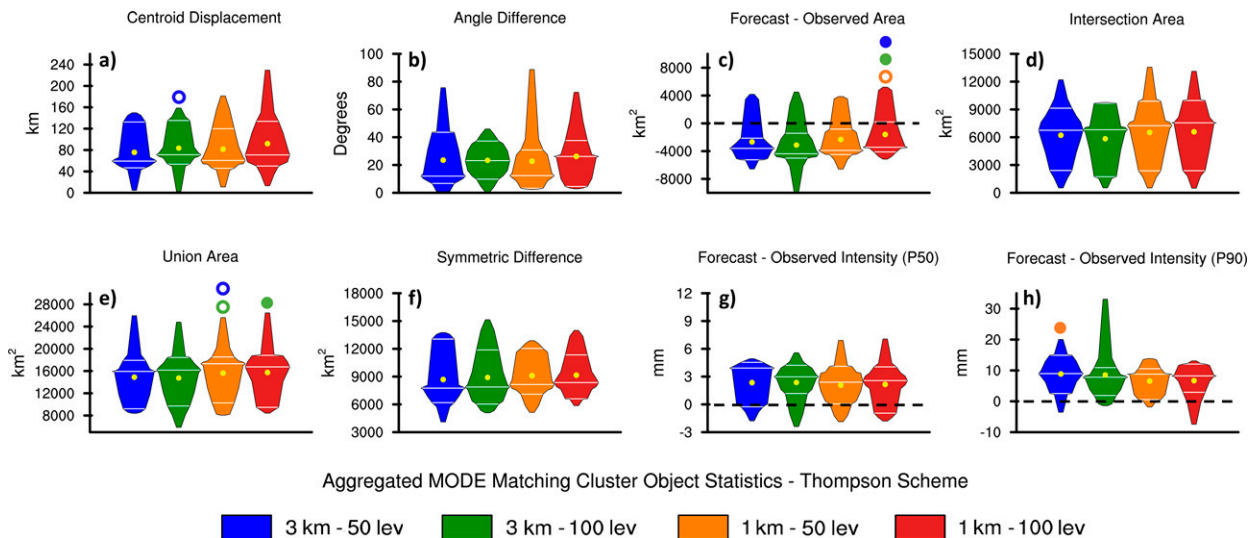 Centroid Displacement
Angle Difference
Forecast - Observed Area
Intersection Area
a)
b)
c)
d)
240
200
160
120
80
40
0
km
100
80
60
40
20
0
Degrees
8000
4000
0
-4000
-8000
km²
15000
12000
9000
6000
3000
0
km²
Union Area
Symmetric Difference
Forecast - Observed Intensity (P50)
Forecast - Observed Intensity (P90)
e)
f)
g)
h)
28000
24000
20000
16000
12000
8000
km²
18000
15000
12000
9000
6000
3000
km²
12
9
6
3
0
-3
mm
30
20
10
0
-10
mm
Aggregated MODE Matching Cluster Object Statistics - Thompson Scheme
3 km - 50 lev
3 km - 100 lev
1 km - 50 lev
1 km - 100 lev